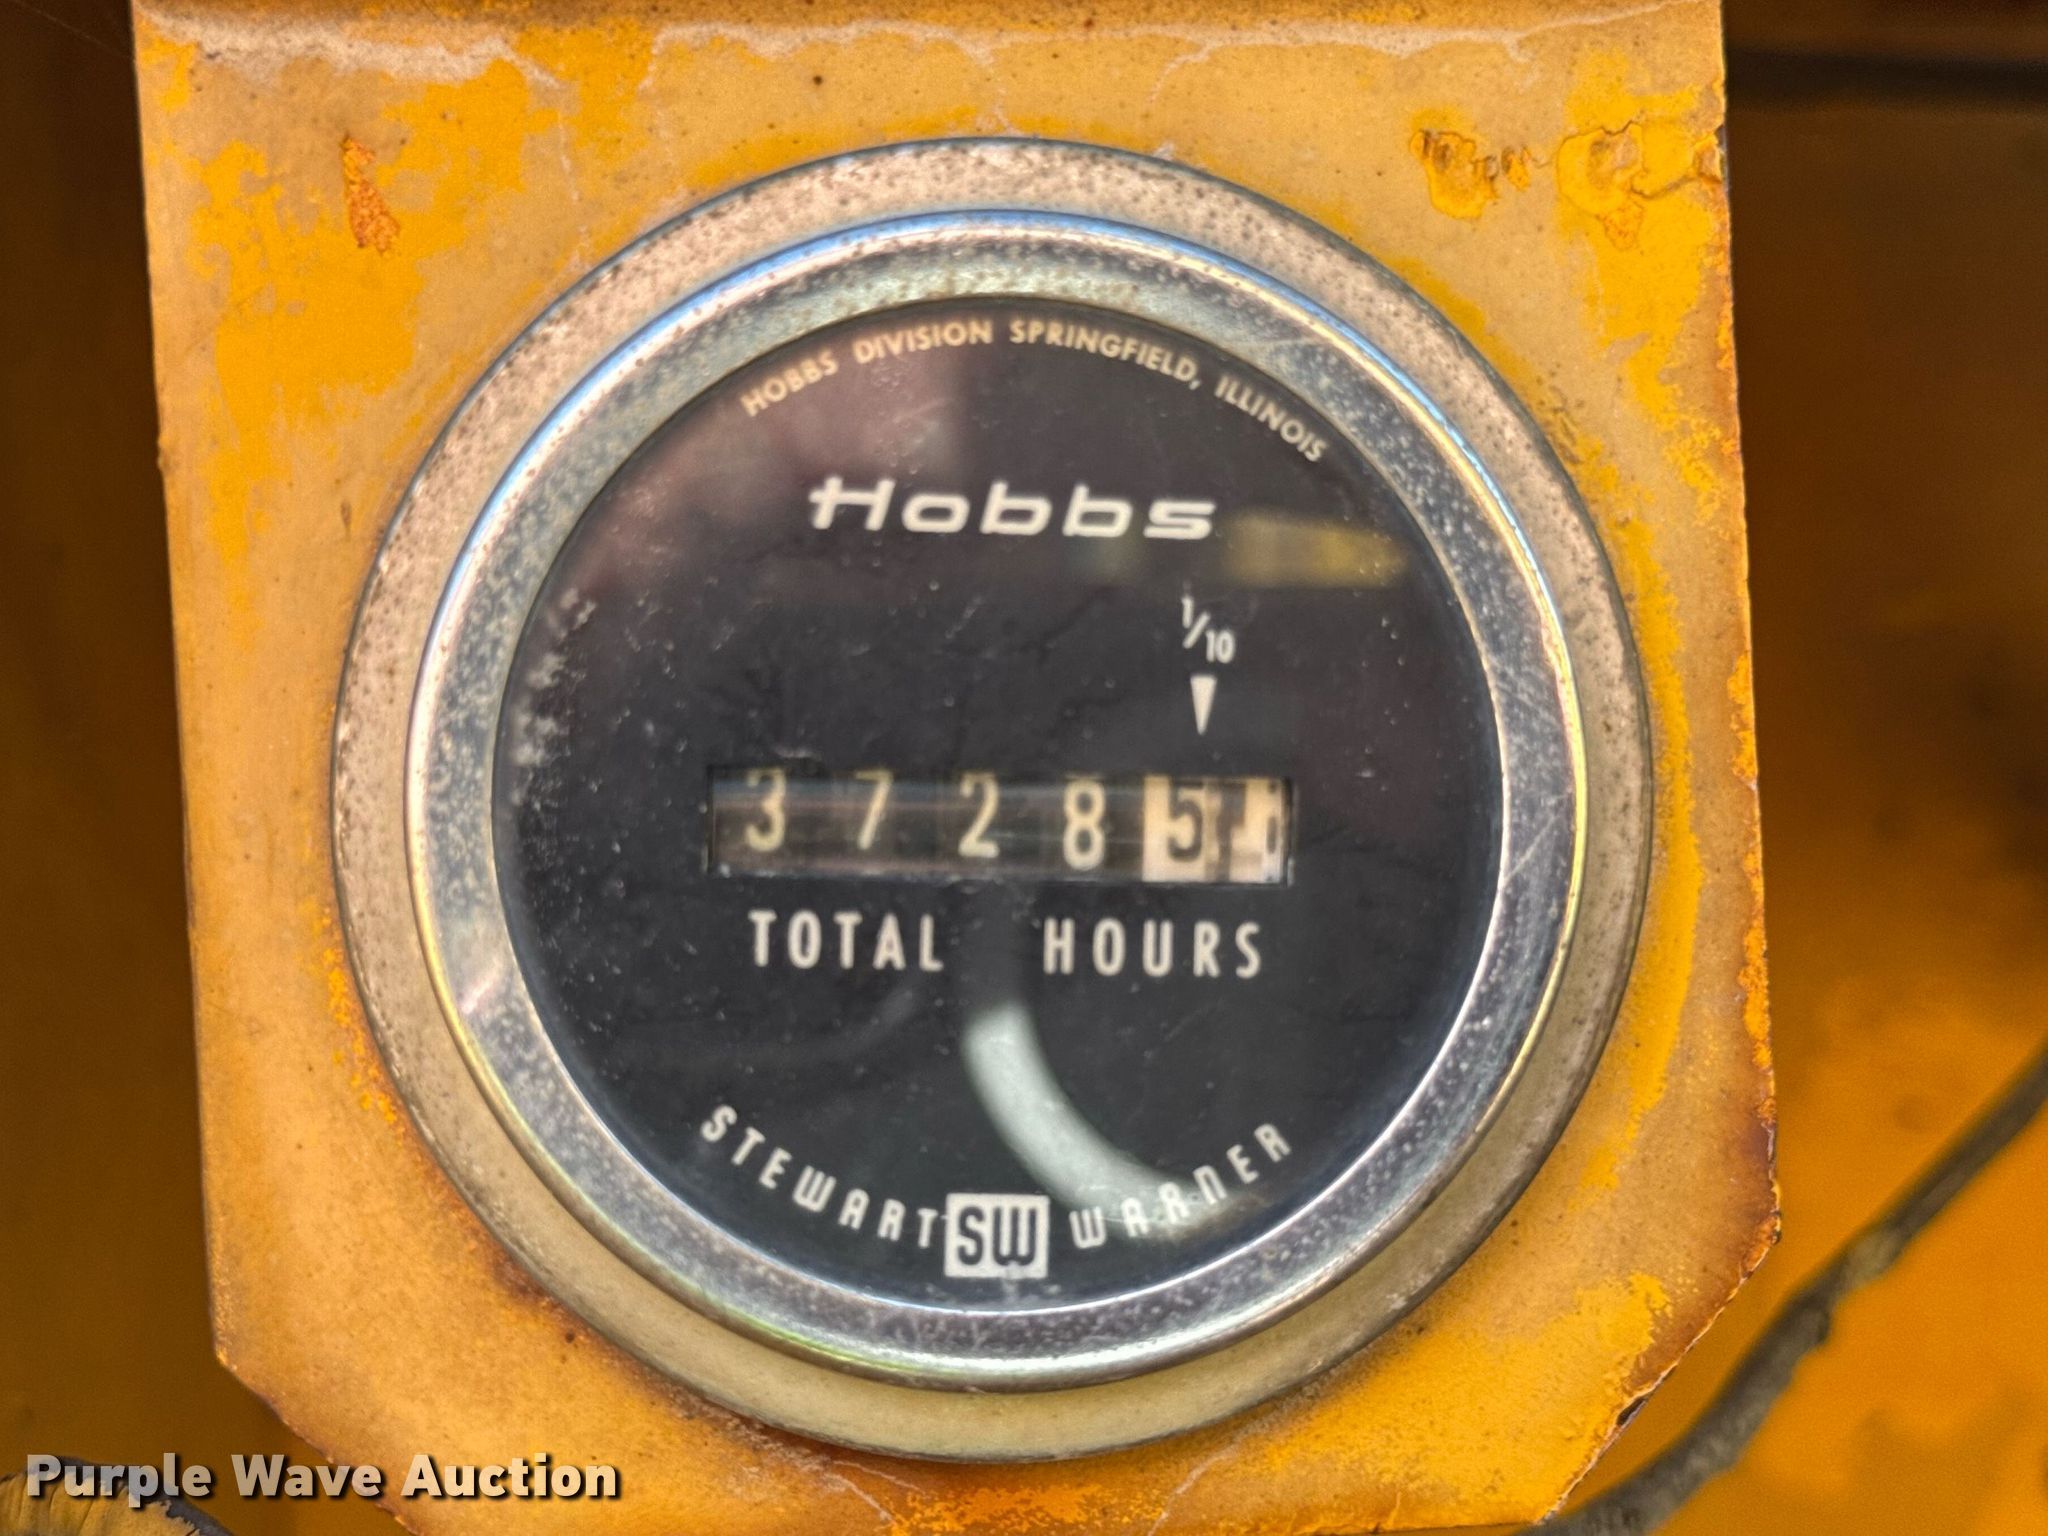 HOBBS DIVISION SPRINGFIELD, ILLINOIS
Hobbs
1/10
3 7 2 8 5
TOTAL HOURS
STEWART SW WARNER
Purple Wave Auction